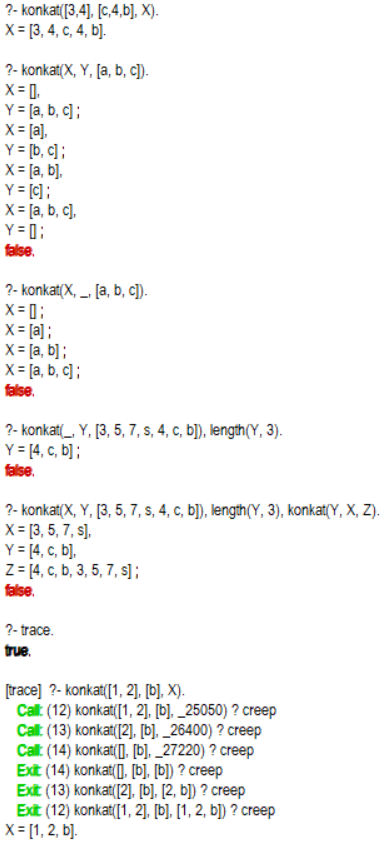 ?- konkat([3,4], [c,4,b], X).
X = [3, 4, c, 4, b].
?- konkat(X, Y, [a, b, c]).
X = [],
Y = [a, b, c] ;
X = [a],
Y = [b, c] ;
X = [a, b],
Y = [c] ;
X = [a, b, c],
Y = [] ;
false.
?- konkat(X, _, [a, b, c]).
X = [] ;
X = [a] ;
X = [a, b] ;
X = [a, b, c] ;
false.
?- konkat(_, Y, [3, 5, 7, s, 4, c, b]), length(Y, 3).
Y = [4, c, b] ;
false.
?- konkat(X, Y, [3, 5, 7, s, 4, c, b]), length(Y, 3), konkat(Y, X, Z).
X = [3, 5, 7, s],
Y = [4, c, b],
Z = [4, c, b, 3, 5, 7, s] ;
false.
?- trace.
true.
[trace] ?- konkat([1, 2], [b], X).
Call: (12) konkat([1, 2], [b], _25050) ? creep
Call: (13) konkat([2], [b], _26400) ? creep
Call: (14) konkat([], [b], _27220) ? creep
Exit: (14) konkat([], [b], [b]) ? creep
Exit: (13) konkat([2], [b], [2, b]) ? creep
Exit: (12) konkat([1, 2], [b], [1, 2, b]) ? creep
X = [1, 2, b].